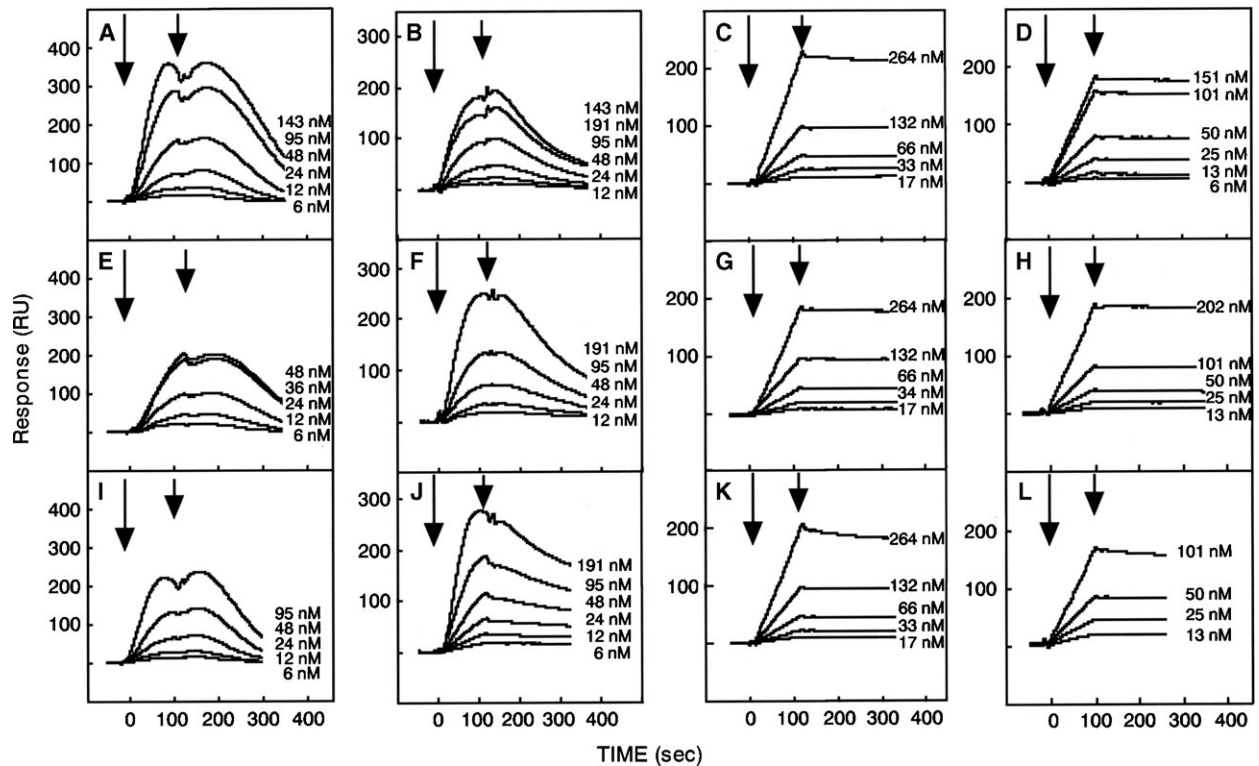 A
400
300
200
100
143 nM
95 nM
48 nM
24 nM
12 nM
6 nM
B
300
200
100
143 nM
191 nM
95 nM
48 nM
24 nM
12 nM
C
200
100
264 nM
132 nM
66 nM
33 nM
17 nM
D
200
100
151 nM
101 nM
50 nM
25 nM
13 nM
6 nM
Response (RU)
E
400
300
200
100
48 nM
36 nM
24 nM
12 nM
6 nM
F
300
200
100
191 nM
95 nM
48 nM
24 nM
12 nM
G
200
100
264 nM
132 nM
66 nM
34 nM
17 nM
H
200
100
202 nM
101 nM
50 nM
25 nM
13 nM
I
400
300
200
100
95 nM
48 nM
24 nM
12 nM
6 nM
0 100 200 300 400
J
300
200
100
191 nM
95 nM
48 nM
24 nM
12 nM
6 nM
0 100 200 300 400
K
200
100
264 nM
132 nM
66 nM
33 nM
17 nM
0 100 200 300 400
L
200
100
101 nM
50 nM
25 nM
13 nM
0 100 200 300 400
TIME (sec)